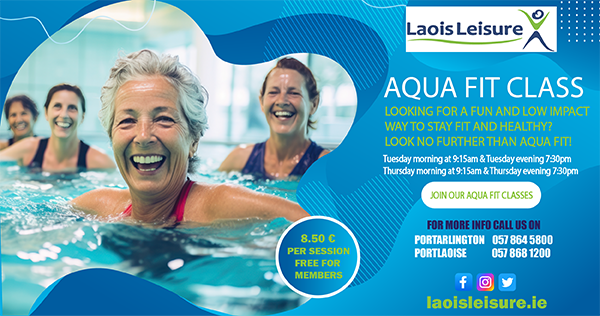 Laois Leisure
AQUA FIT CLASS
LOOKING FOR A FUN AND LOW IMPACT
WAY TO STAY FIT AND HEALTHY?
LOOK NO FURTHER THAN AQUA FIT!
Tuesday morning at 9:15am & Tuesday evening 7:30pm
Thursday morning at 9:15am & Thursday evening 7:30pm
JOIN OUR AQUA FIT CLASSES
8.50 €
PER SESSION
FREE FOR
MEMBERS
FOR MORE INFO CALL US ON
PORTARLINGTON 057 864 5800
PORTLAOISE 057 868 1200
laoisleisure.ie